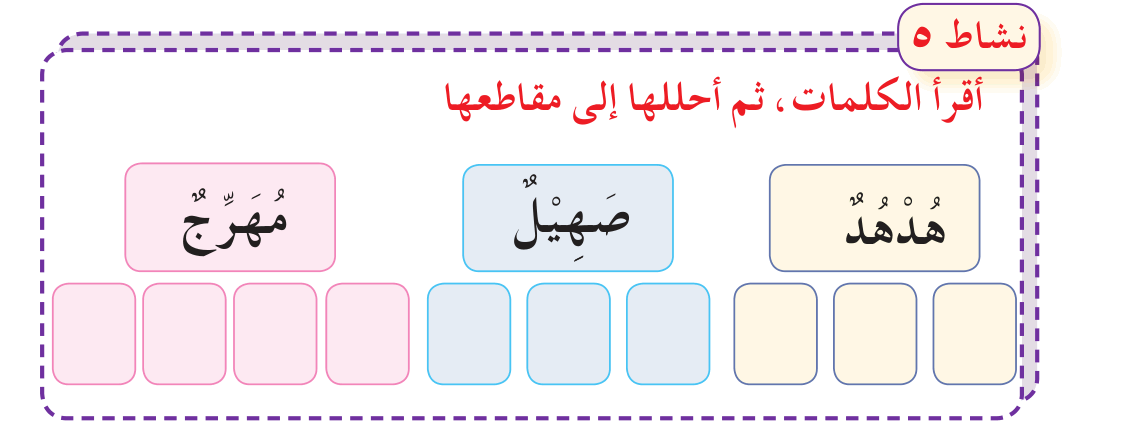 نشاط ٥
أقرأ الكلمات، ثم أحللها إلى مقاطعها
هُدْهُدٌ
صَهِيْلٌ
مُهَرِّجٌ